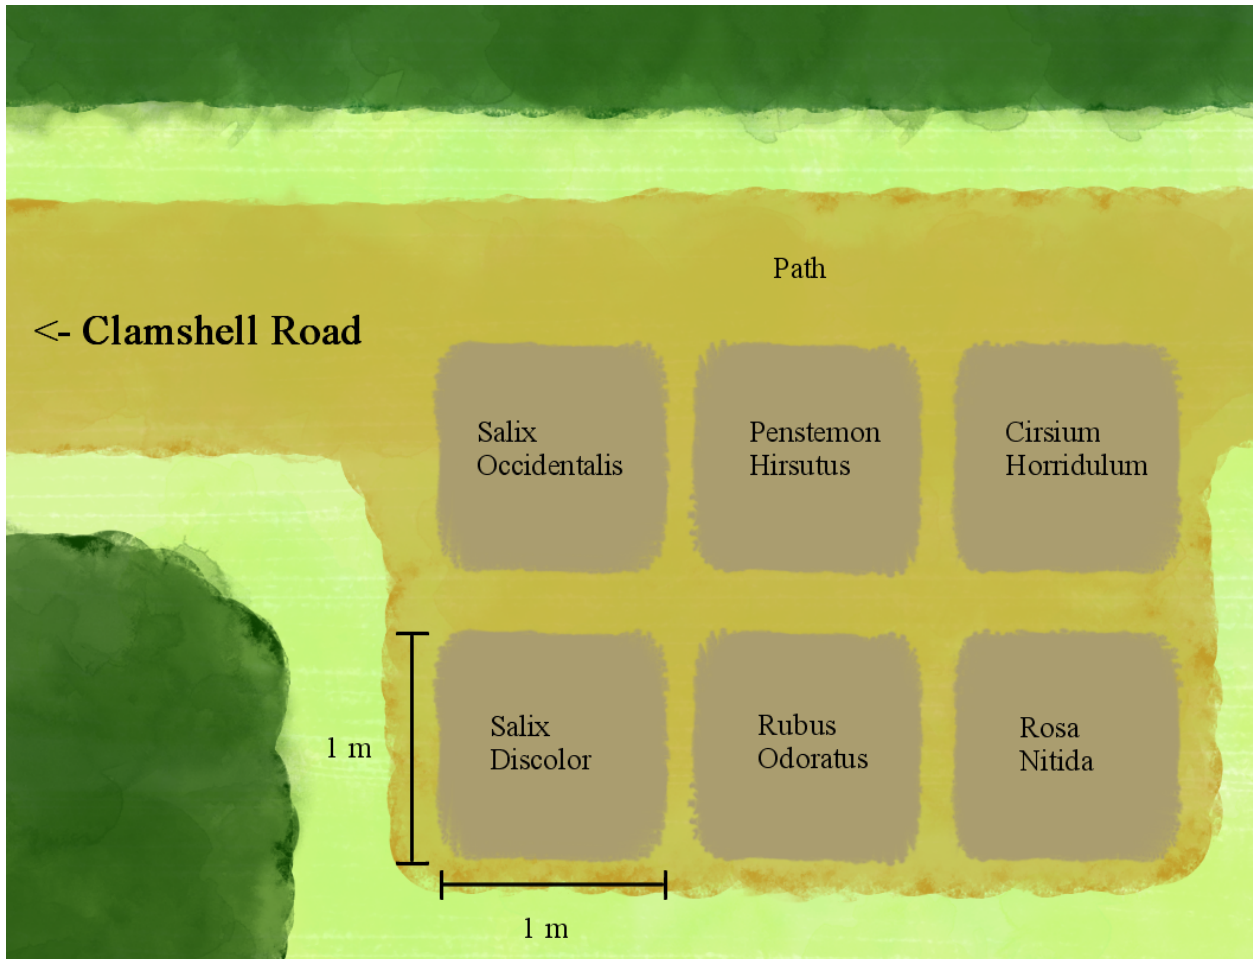 Path
<- Clamshell Road
Salix
Occidentalis
Penstemon
Hirsutus
Cirsium
Horridulum
Salix
Discolor
Rubus
Odoratus
Rosa
Nitida
1 m
1 m